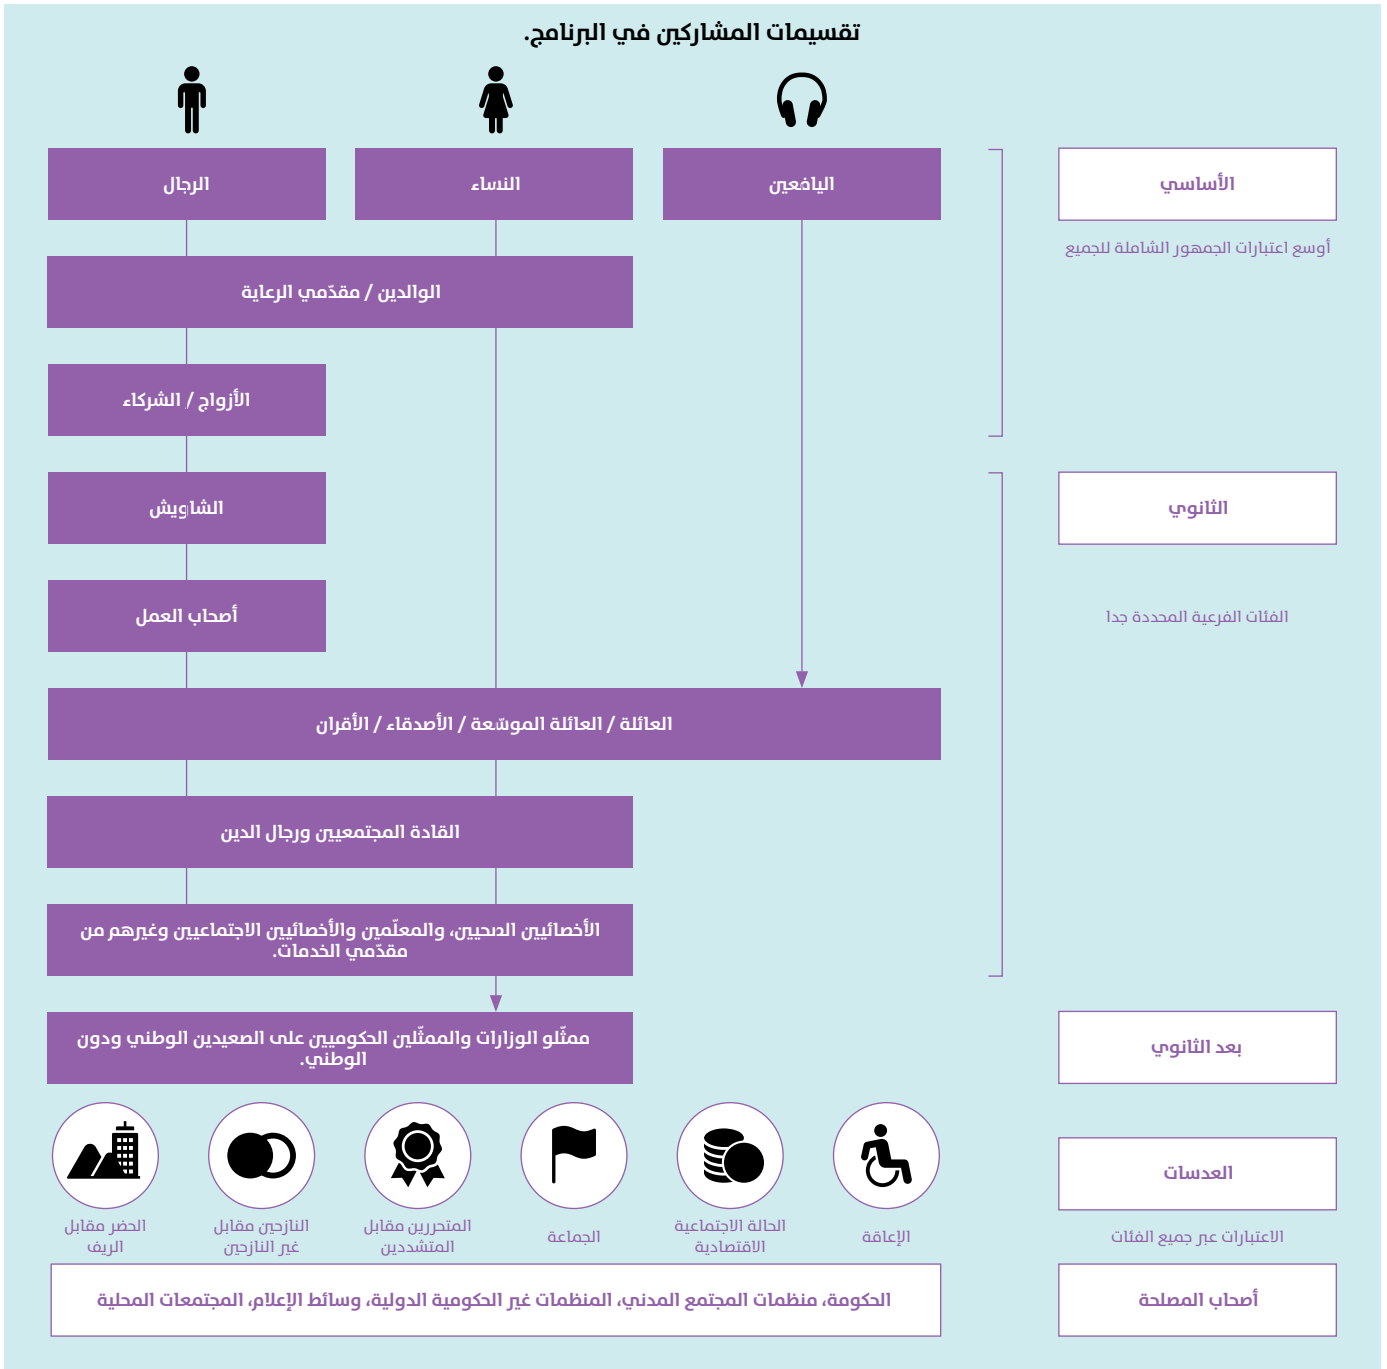 تقسيمات المشاركين في البرنامج.
الأساسي
أوسع اعتبارات الجمهور الشاملة للجميع
اليافعين
النساء
الرجال
الوالدين / مقدّمي الرعاية
الأزواج / الشركاء
الثانوي
الفئات الفرعية المحددة جدا
الشاويش
أصحاب العمل
العائلة / العائلة الموسّعة / الأصدقاء / الأقران
القادة المجتمعيين ورجال الدين
الأخصائيين الصحيين، والمعلّمين والأخصائيين الاجتماعيين وغيرهم من
مقدّمي الخدمات.
بعد الثانوي
ممثّلو الوزارات والممثّلين الحكوميين على الصعيدين الوطني ودون
الوطني.
العدسات
الاعتبارات عبر جميع الفئات
الإعاقة
الحالة الاجتماعية
الاقتصادية
الجماعة
المتحررين مقابل
المتشددين
النازحين مقابل
غير النازحين
الحضر مقابل
الريف
أصحاب المصلحة
الحكومة، منظمات المجتمع المدني، المنظمات غير الحكومية الدولية، وسائط الإعلام، المجتمعات المحلية